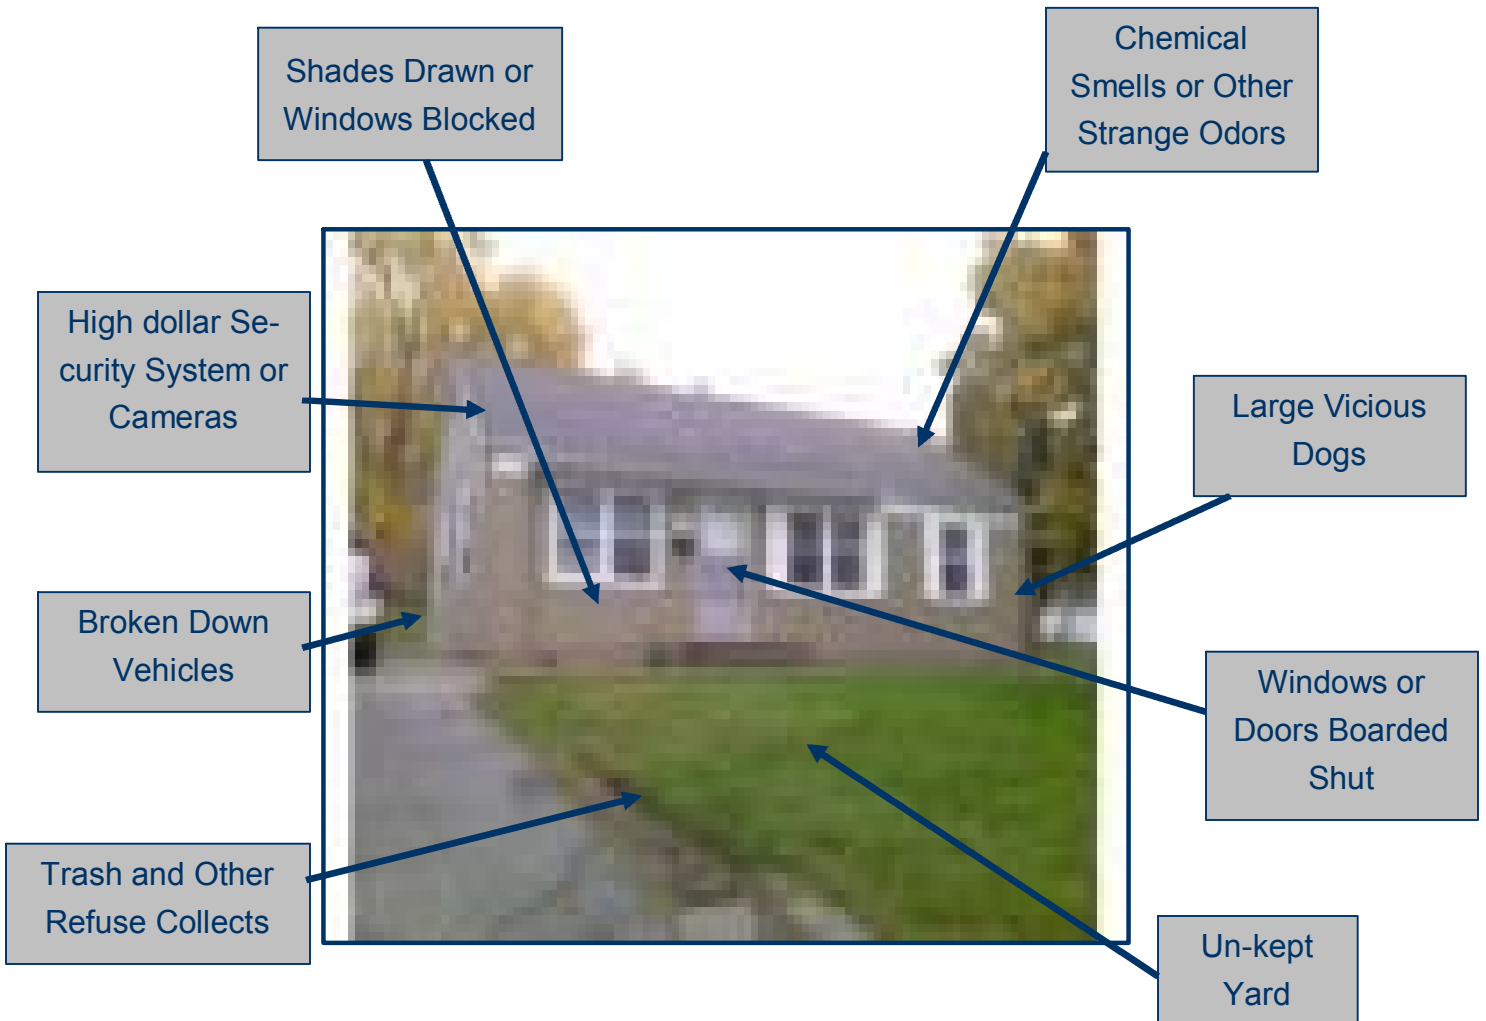 Shades Drawn or
Windows Blocked
Chemical
Smells or Other
Strange Odors
High dollar Se-
curity System or
Cameras
Large Vicious
Dogs
Broken Down
Vehicles
Windows or
Doors Boarded
Shut
Trash and Other
Refuse Collects
Un-kept
Yard